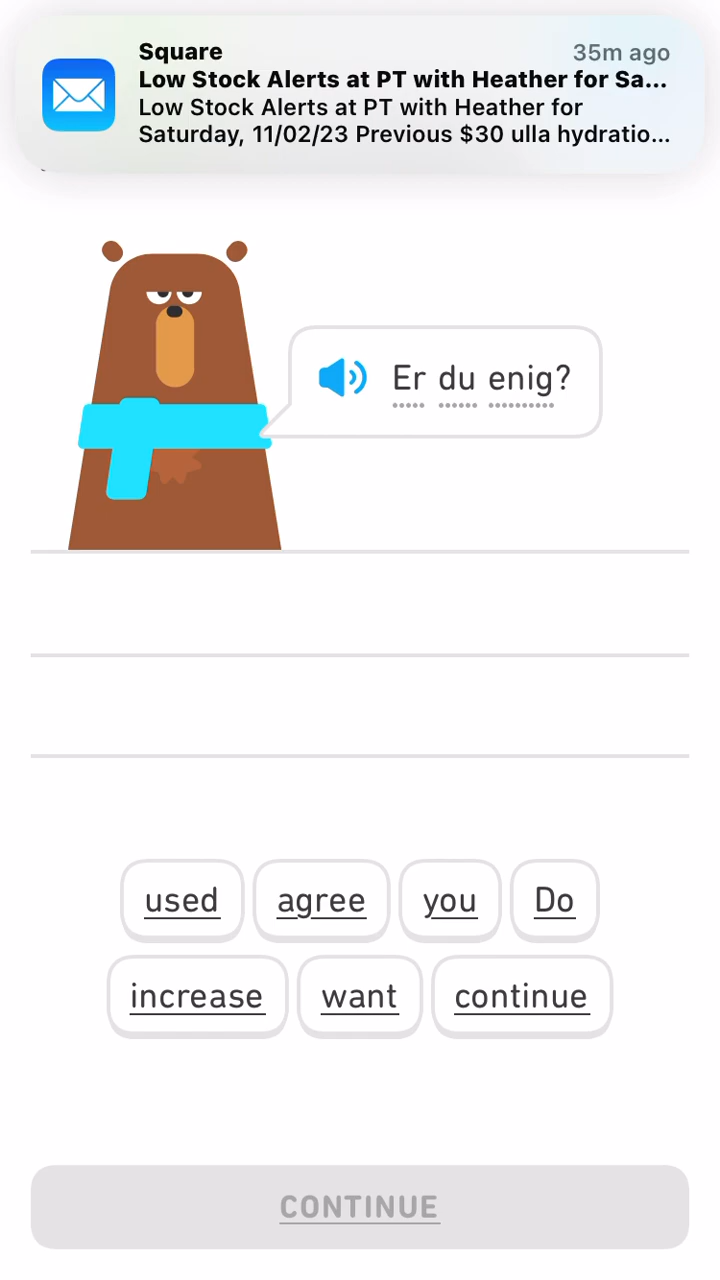 Square
35m ago
Low Stock Alerts at PT with Heather for Sa...
Low Stock Alerts at PT with Heather for
Saturday, 11/02/23 Previous $30 ulla hydratio...
Er du enig?
used agree you Do
increase want continue
CONTINUE